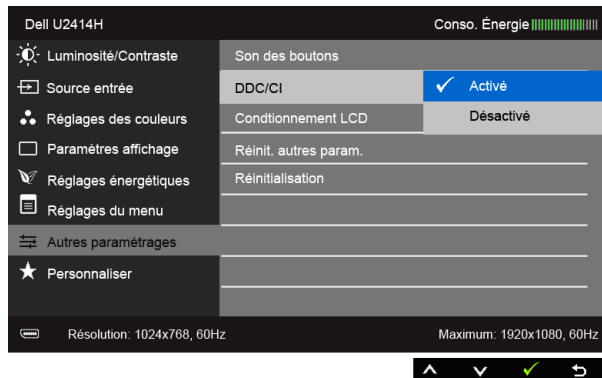 Dell U2414H Conso. Énergie
Luminosité/Contraste Son des boutons
Source entrée DDC/CI Activé
Réglages des couleurs Condtionnement LCD Désactivé
Paramètres affichage Réinit. autres param.
Réglages énergétiques Réinitialisation
Réglages du menu
Autres paramétrages
Personnaliser
Résolution: 1024x768, 60Hz Maximum: 1920x1080, 60Hz